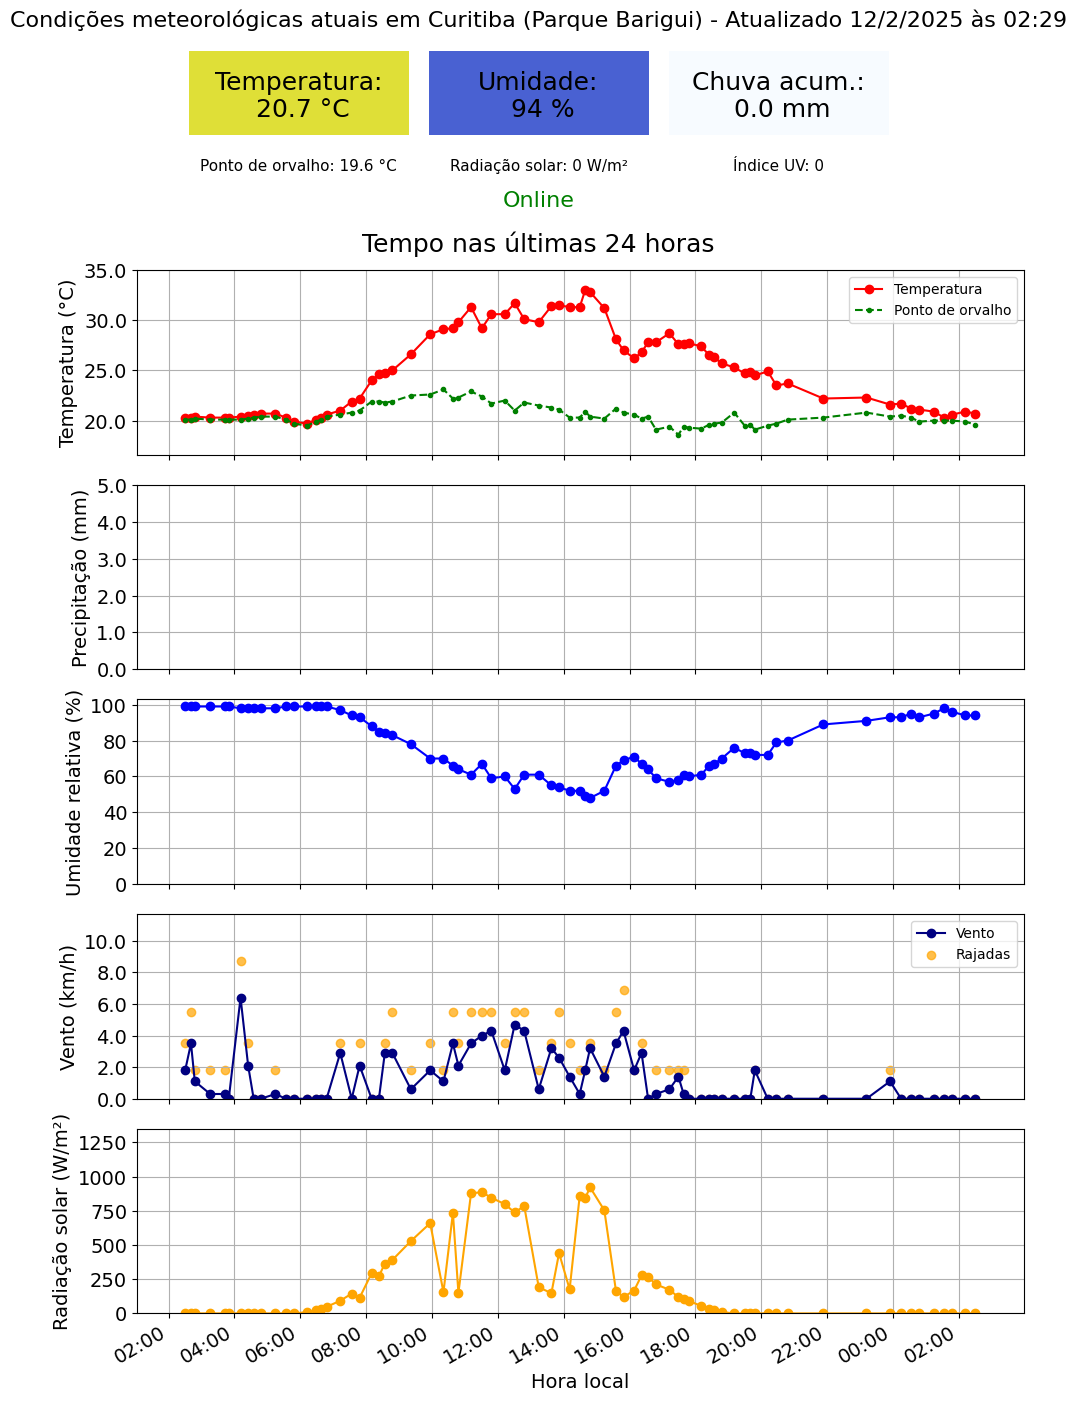 Condições meteorológicas atuais em Curitiba (Parque Barigui) - Atualizado 12/2/2025 às 02:29
Temperatura:
20.7 °C
Umidade:
94 %
Chuva acum.:
0.0 mm
Ponto de orvalho: 19.6 °C
Radiação solar: 0 W/m²
Índice UV: 0
Online
Tempo nas últimas 24 horas
Temperatura (°C)
35.0
30.0
25.0
20.0
Temperatura
Ponto de orvalho
Precipitação (mm)
5.0
4.0
3.0
2.0
1.0
0.0
Umidade relativa (%)
100
80
60
40
20
0
Vento (km/h)
10.0
8.0
6.0
4.0
2.0
0.0
Vento
Rajadas
Radiação solar (W/m²)
1250
1000
750
500
250
0
02:00
04:00
06:00
08:00
10:00
12:00
14:00
16:00
18:00
20:00
22:00
00:00
02:00
Hora local